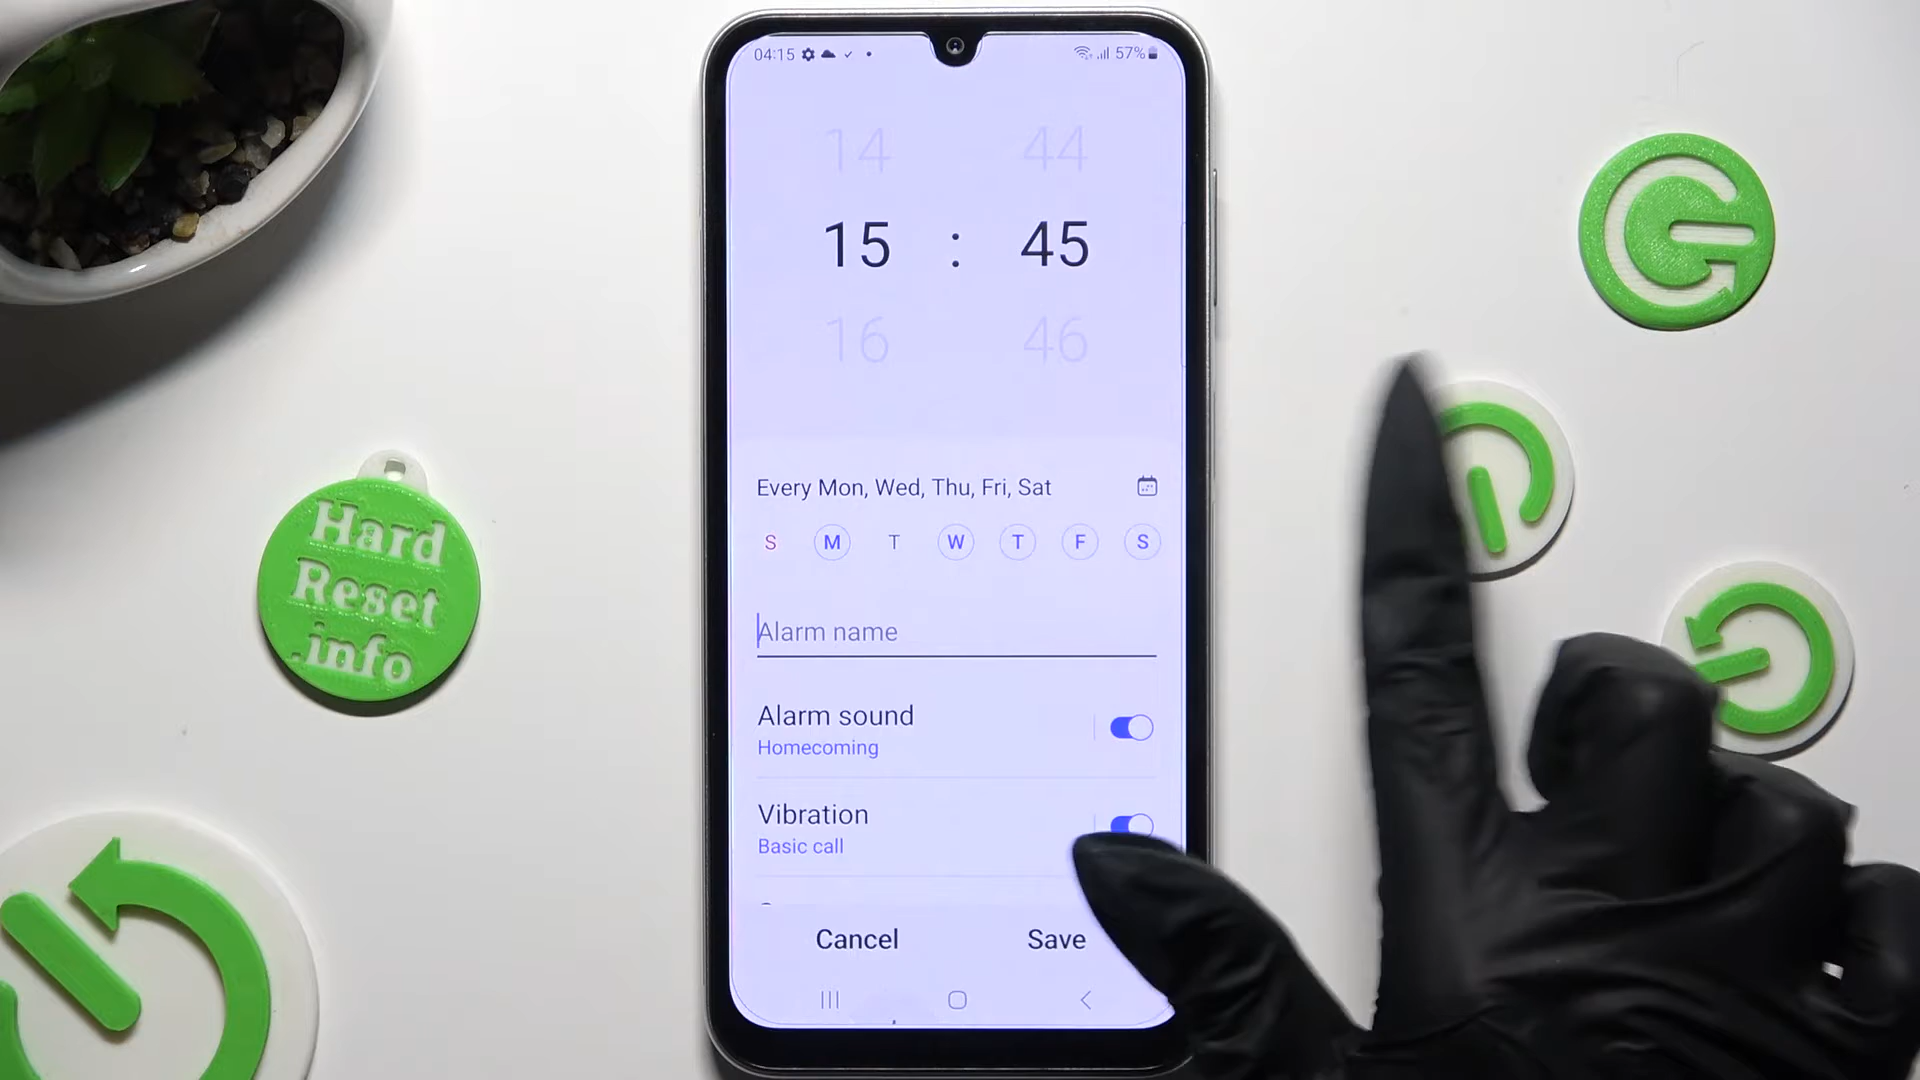 04:15
57%
14 44
15 : 45
16 46
Every Mon, Wed, Thu, Fri, Sat
S M T W T F S
Alarm name
Alarm sound
Homecoming
Vibration
Basic call
Cancel Save
Hard
Reset
.info